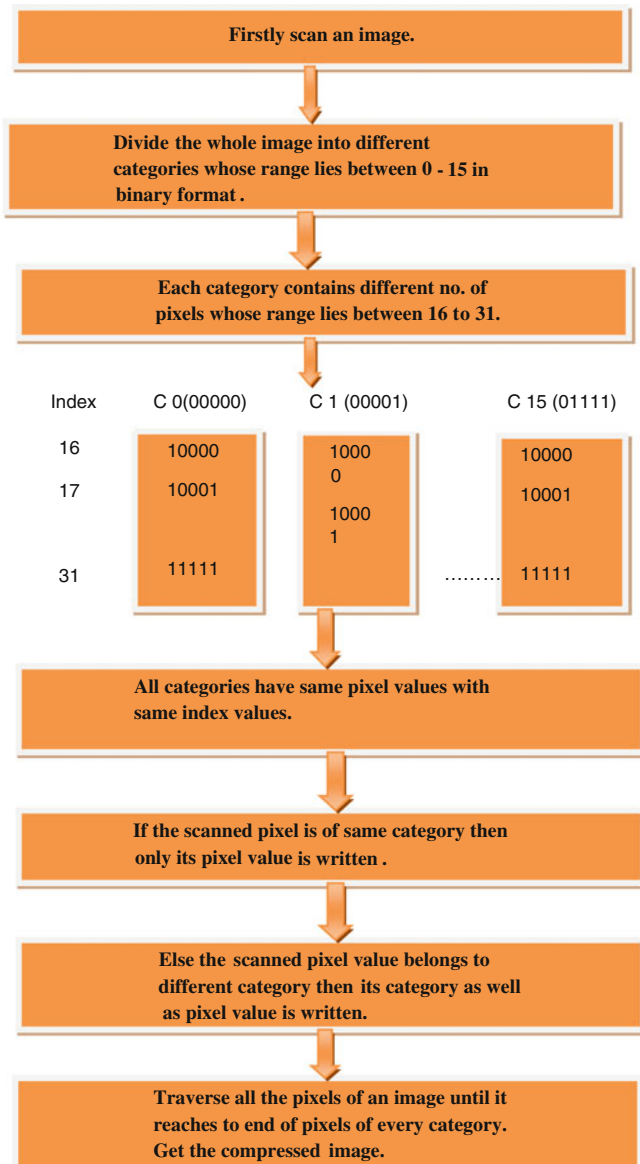 Firstly scan an image.
Divide the whole image into different
categories whose range lies between 0 - 15 in
binary format .
Each category contains different no. of
pixels whose range lies between 16 to 31.
Index C 0(00000) C 1 (00001) C 15 (01111)
16 10000 1000 10000
0
17 10001 10001
1000
1
31 11111 ......... 11111
All categories have same pixel values with
same index values.
If the scanned pixel is of same category then
only its pixel value is written .
Else the scanned pixel value belongs to
different category then its category as well
as pixel value is written.
Traverse all the pixels of an image until it
reaches to end of pixels of every category.
Get the compressed image.